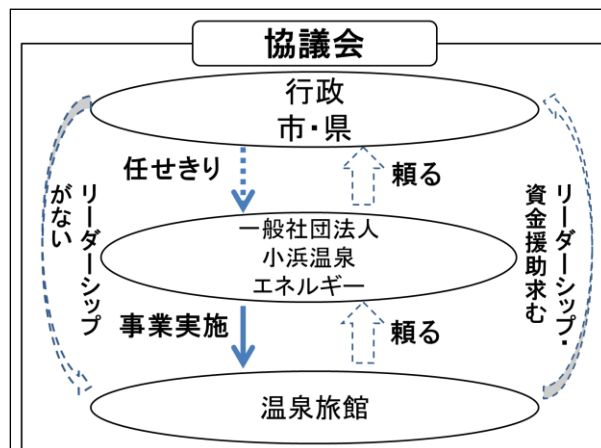 協議会
行政
市・県
任せきり
頼る
リーダーシップ
がない
リーダーシップ・
資金援助求む
一般社団法人
小浜温泉
エネルギー
事業実施
頼る
温泉旅館